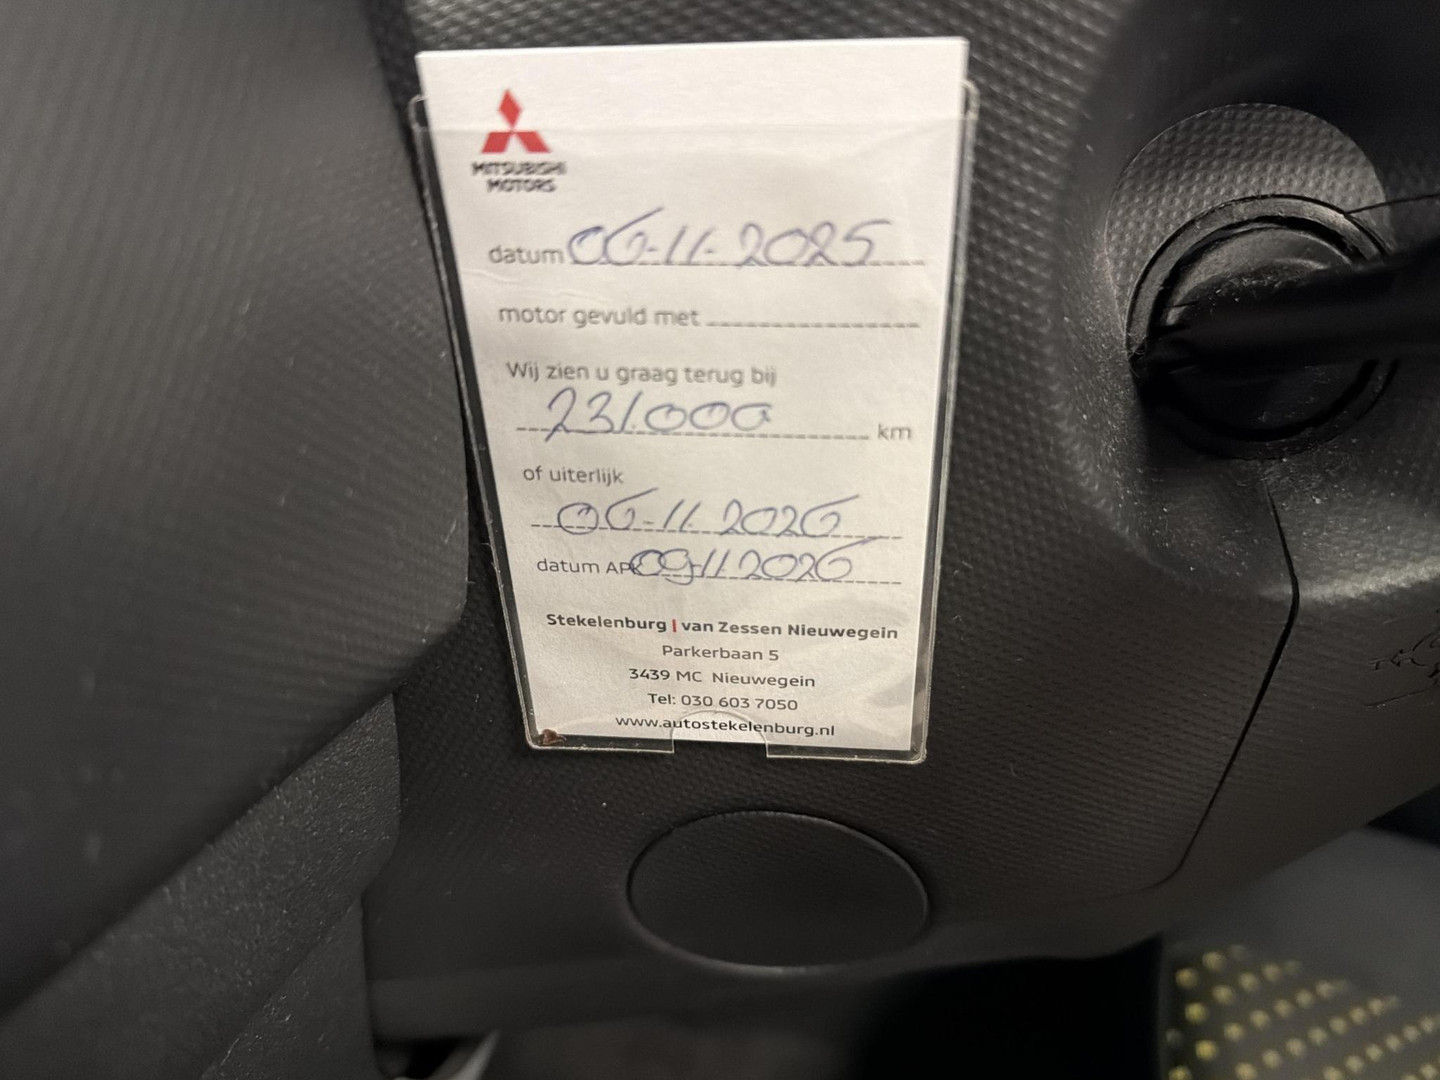 MITSUBISHI
MOTORS
datum 06-11-2025
motor gevuld met
Wij zien u graag terug bij
231.000 km
of uiterlijk
06-11-2026
datum APK 09-11-2026
Stekelenburg | van Zessen Nieuwegein
Parkerbaan 5
3439 MC Nieuwegein
Tel: 030 603 7050
www.autostekelenburg.nl